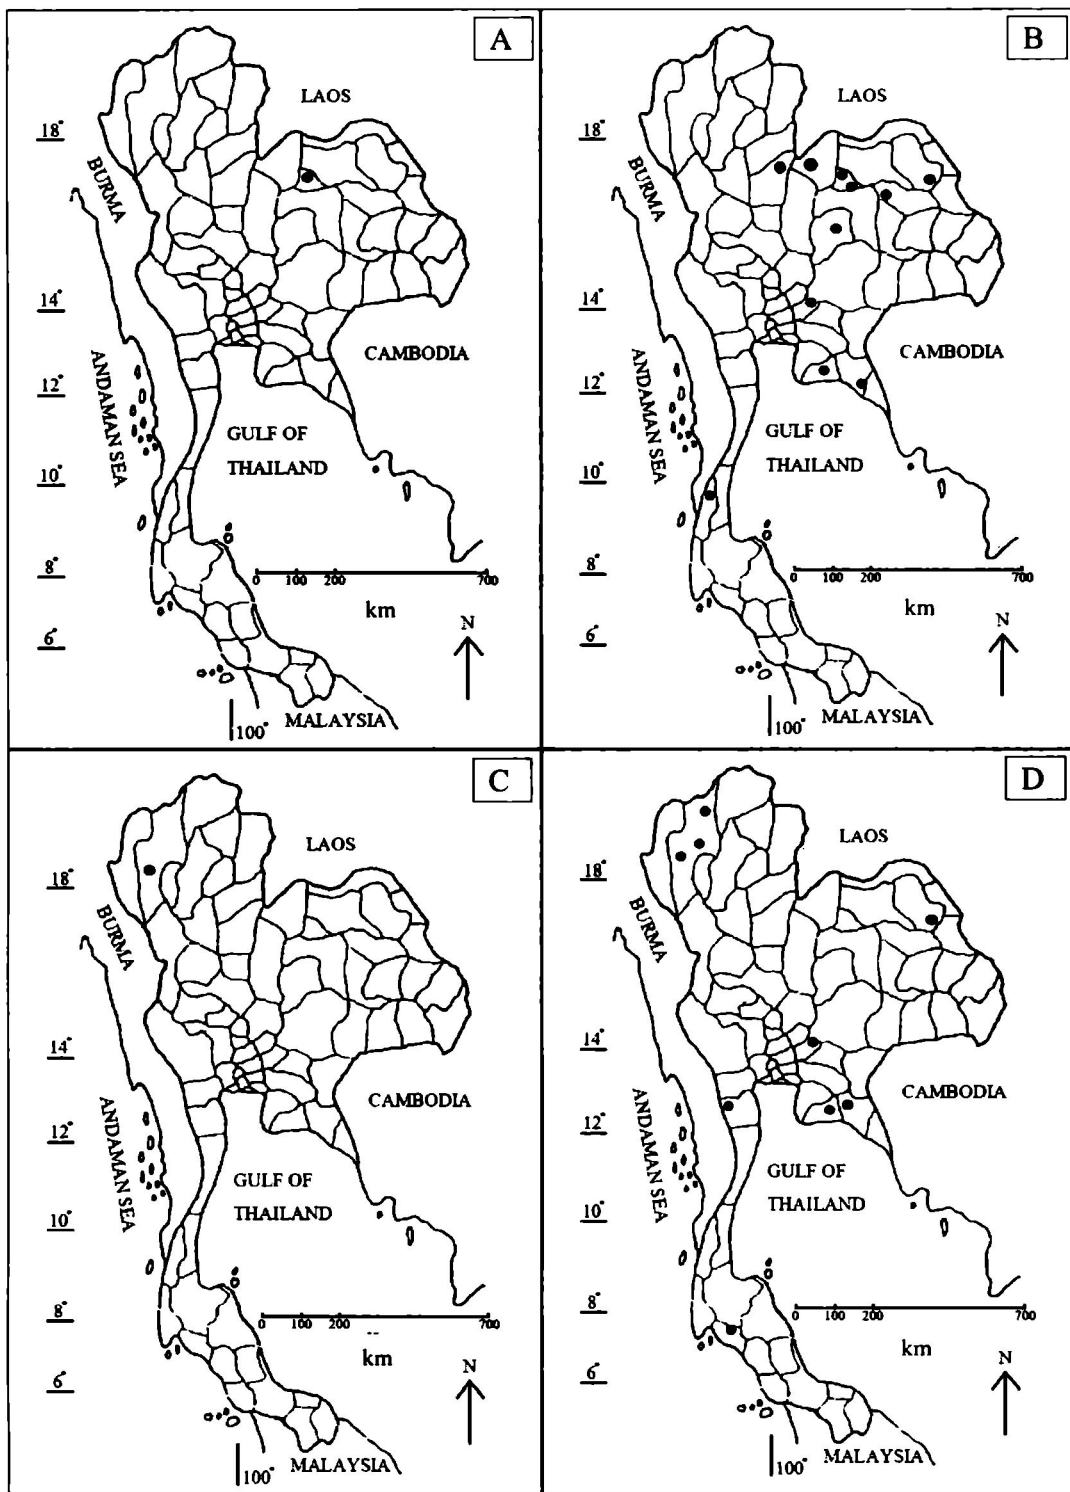 A
LAOS
18°
BURMA
14°
CAMBODIA
12°
ANDAMAN SEA
GULF OF
THAILAND
10°
8°
0 100 200 700
km
6°
N
100°
MALAYSIA
B
LAOS
18°
BURMA
14°
CAMBODIA
12°
ANDAMAN SEA
GULF OF
THAILAND
10°
8°
0 100 200 700
km
6°
N
100°
MALAYSIA
C
LAOS
18°
BURMA
14°
CAMBODIA
12°
ANDAMAN SEA
GULF OF
THAILAND
10°
8°
0 100 200 700
km
6°
N
100°
MALAYSIA
D
LAOS
18°
BURMA
14°
CAMBODIA
12°
ANDAMAN SEA
GULF OF
THAILAND
10°
8°
0 100 200 700
km
6°
N
100°
MALAYSIA